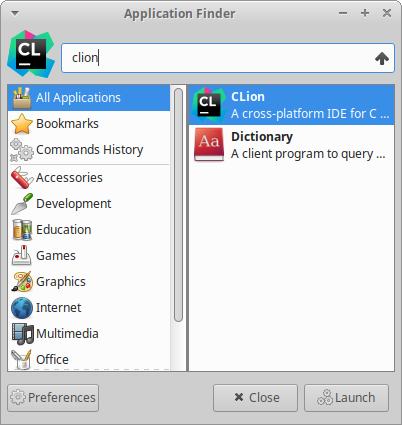 Application Finder
CL
clion
All Applications
Bookmarks
Commands History
Accessories
Development
Education
Games
Graphics
Internet
Multimedia
Office
CL
CLion
A cross-platform IDE for C ...
Aa
Dictionary
A client program to query ...
Preferences
Close
Launch